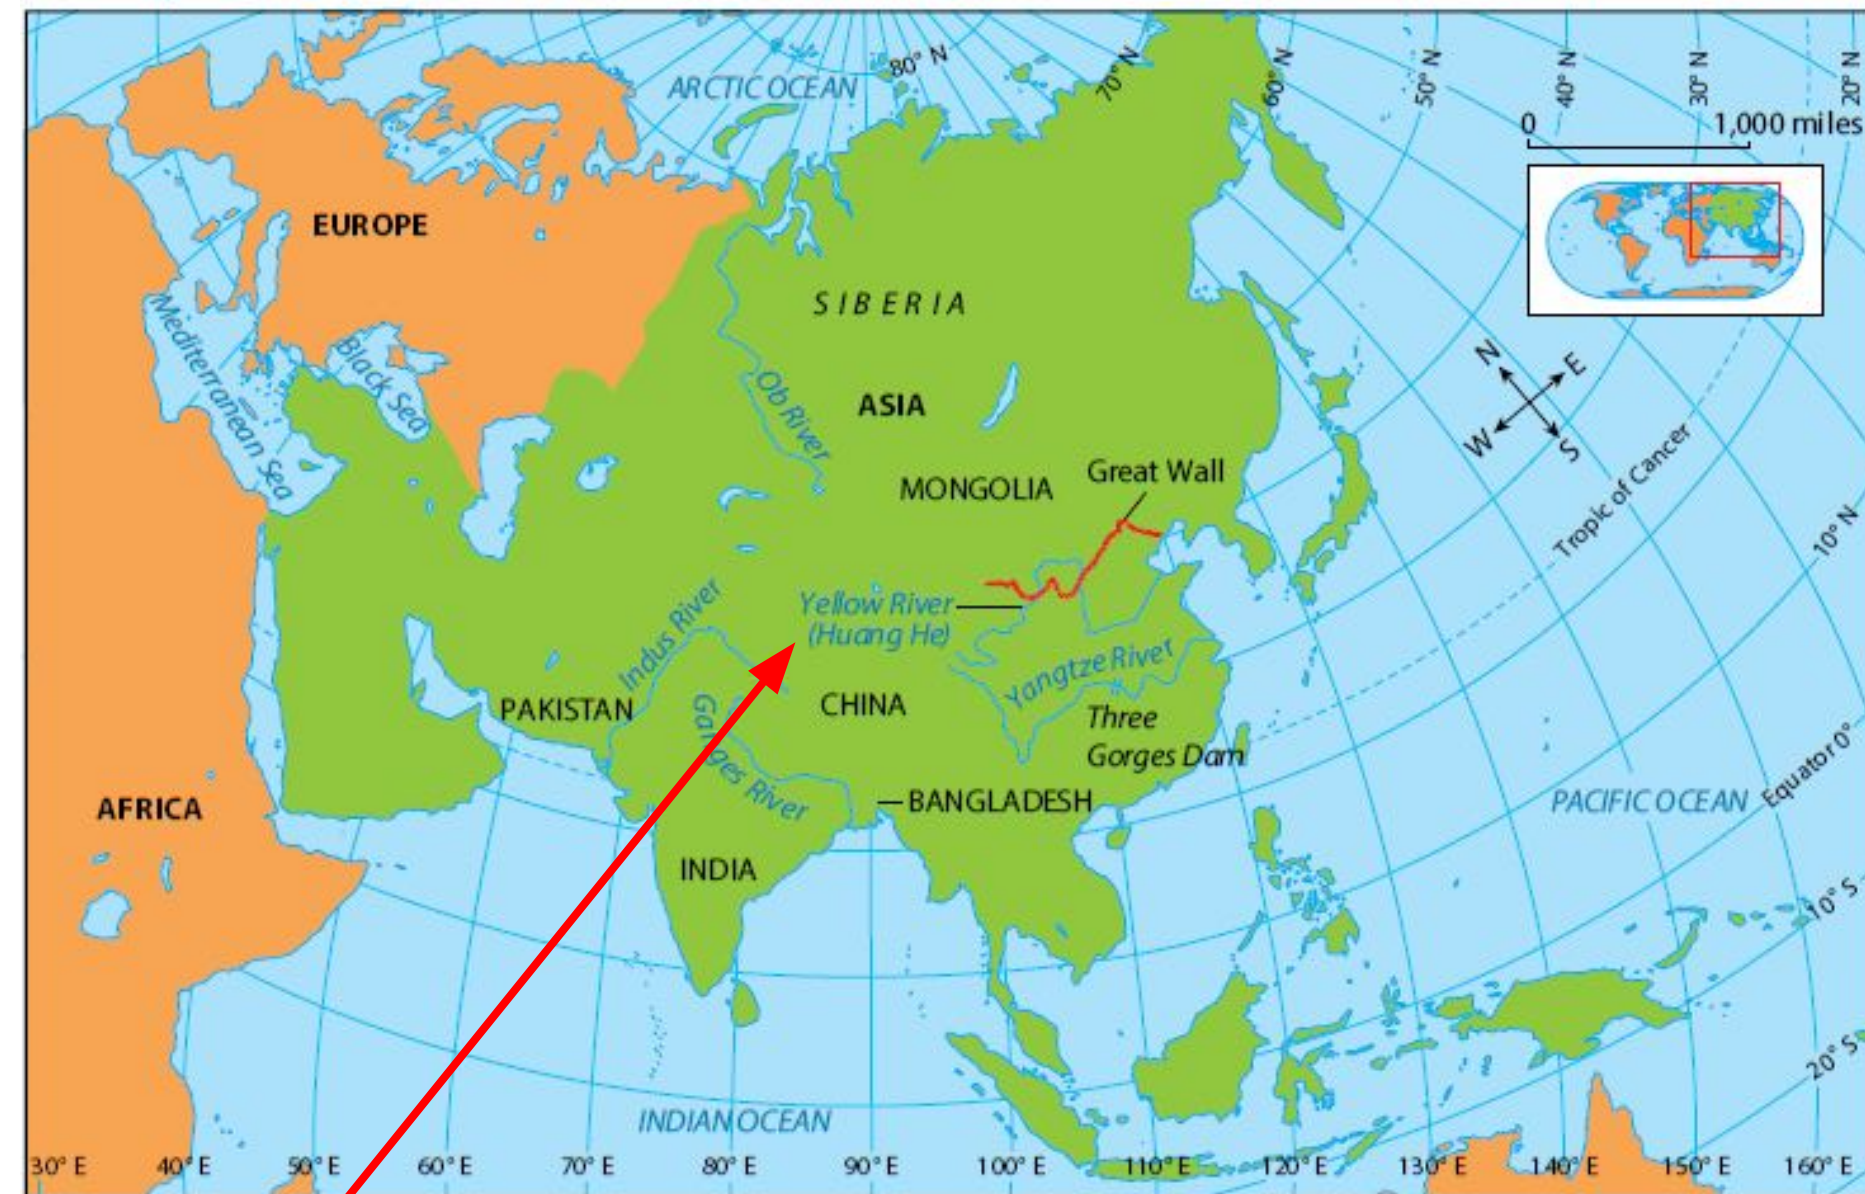 ARCTIC OCEAN
80° N
70° N
60° N
50° N
40° N
30° N
20° N
0
1,000 miles
EUROPE
SIBERIA
Mediterranean Sea
Black Sea
Ob River
ASIA
N
E
W
S
MONGOLIA
Great Wall
Tropic of Cancer
10° N
Yellow River
(Huang He)
Indus River
Yangtze River
PAKISTAN
CHINA
Ganges River
Three
Gorges Dam
AFRICA
BANGLADESH
PACIFIC OCEAN
Equator 0°
INDIA
10° S
20° S
INDIAN OCEAN
30° E
40° E
50° E
60° E
70° E
80° E
90° E
100° E
110° E
120° E
130° E
140° E
150° E
160° E